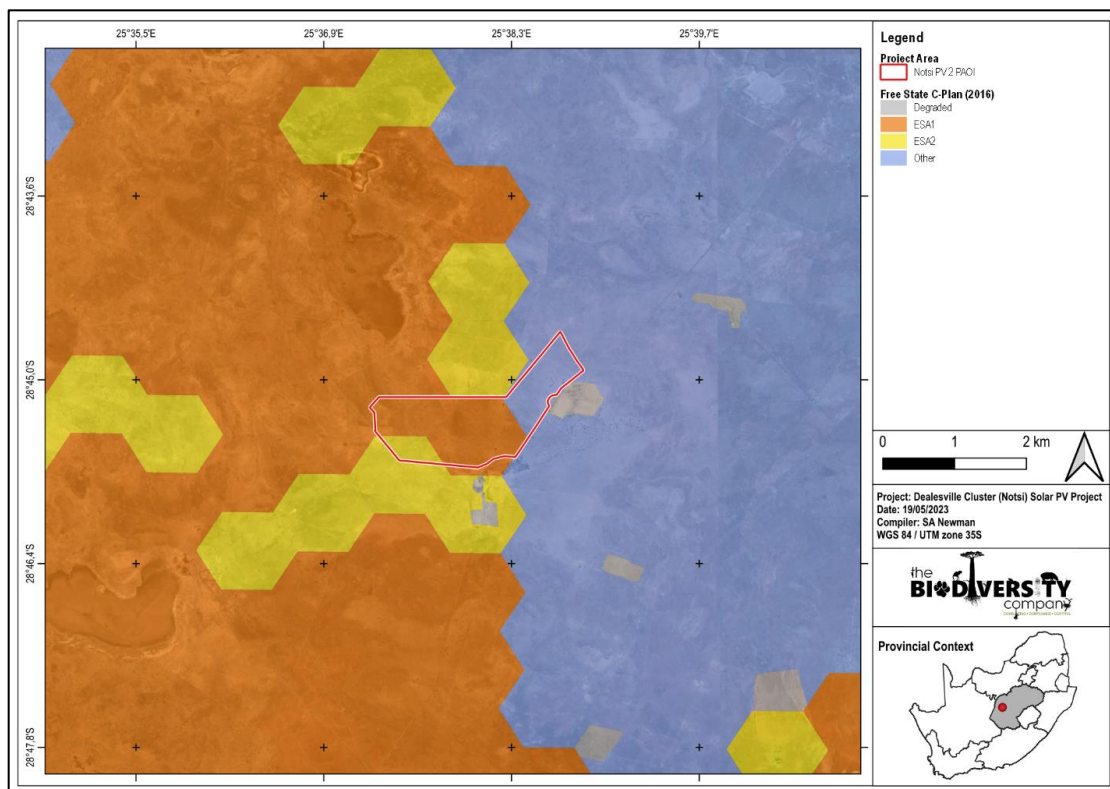 25°35,5'E 25°36,9'E 25°38,3'E 25°39,7'E
28°43,6'S
28°45,0'S
28°46,4'S
28°47,8'S
Legend
Project Area
Notsi PV 2 PAOI
Free State C-Plan (2016)
Degraded
ESA1
ESA2
Other
0 1 2 km
Project: Dealesville Cluster (Notsi) Solar PV Project
Date: 19/05/2023
Compiler: SA Newman
WGS 84 / UTM zone 35S
the
BIODIVERSITY
company
Provincial Context